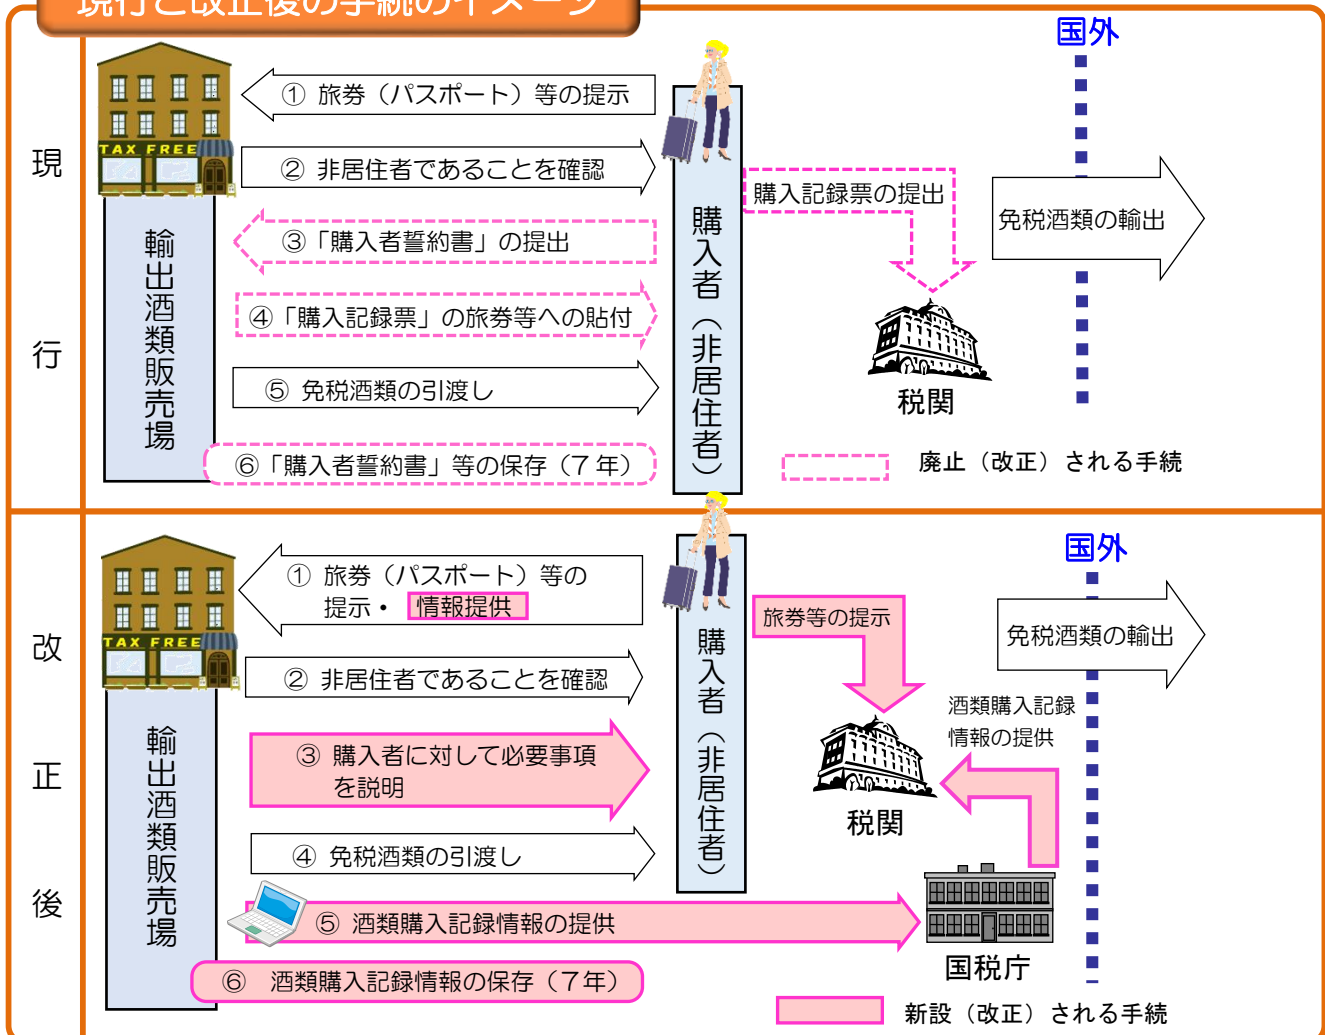 現行と改正後の手続のイメージ
現行
TAX FREE
輸出酒類販売場
① 旅券（パスポート）等の提示
② 非居住者であることを確認
③「購入者誓約書」の提出
④「購入記録票」の旅券等への貼付
⑤ 免税酒類の引渡し
⑥「購入者誓約書」等の保存（７年）
購入者（非居住者）
購入記録票の提出
税関
国外
免税酒類の輸出
廃止（改正）される手続
改正後
TAX FREE
輸出酒類販売場
① 旅券（パスポート）等の
提示・ 情報提供
② 非居住者であることを確認
③ 購入者に対して必要事項
を説明
④ 免税酒類の引渡し
⑤ 酒類購入記録情報の提供
⑥ 酒類購入記録情報の保存（７年）
購入者（非居住者）
旅券等の提示
税関
酒類購入記録
情報の提供
国税庁
国外
免税酒類の輸出
新設（改正）される手続